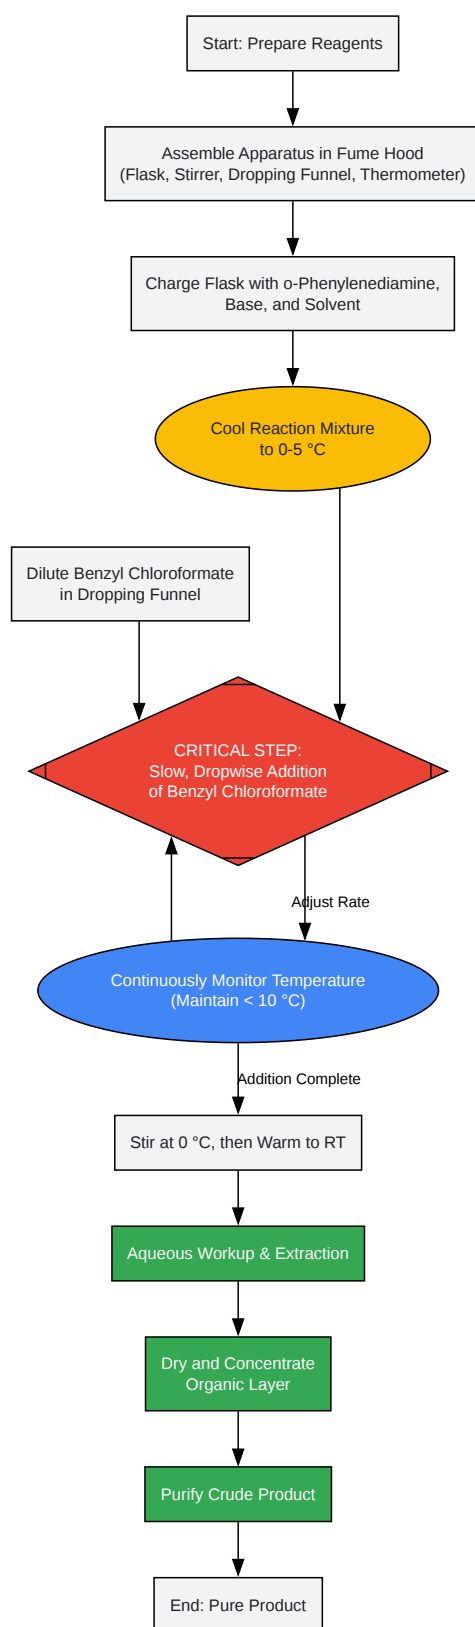 Start: Prepare Reagents
Assemble Apparatus in Fume Hood
(Flask, Stirrer, Dropping Funnel, Thermometer)
Charge Flask with o-Phenylenediamine,
Base, and Solvent
Cool Reaction Mixture
to 0-5 °C
Dilute Benzyl Chloroformate
in Dropping Funnel
CRITICAL STEP:
Slow, Dropwise Addition
of Benzyl Chloroformate
Adjust Rate
Continuously Monitor Temperature
(Maintain < 10 °C)
Addition Complete
Stir at 0 °C, then Warm to RT
Aqueous Workup & Extraction
Dry and Concentrate
Organic Layer
Purify Crude Product
End: Pure Product